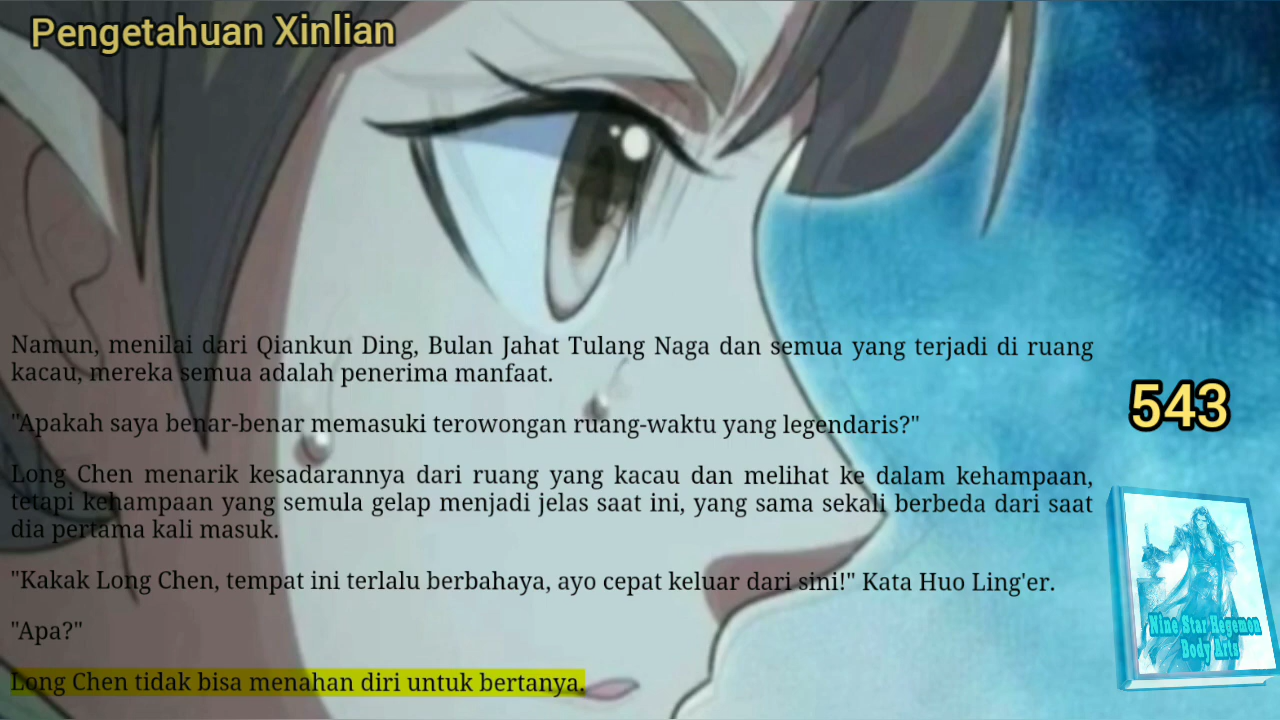 Pengetahuan Xinlian
Namun, menilai dari Qiankun Ding, Bulan Jahat Tulang Naga dan semua yang terjadi di ruang
kacau, mereka semua adalah penerima manfaat.
"Apakah saya benar-benar memasuki terowongan ruang-waktu yang legendaris?"
543
Long Chen menarik kesadarannya dari ruang yang kacau dan melihat ke dalam kehampaan,
tetapi kehampaan yang semula gelap menjadi jelas saat ini, yang sama sekali berbeda dari saat
dia pertama kali masuk.
"Kakak Long Chen, tempat ini terlalu berbahaya, ayo cepat keluar dari sini!" Kata Huo Ling'er.
"Apa?"
Long Chen tidak bisa menahan diri untuk bertanya.
Nine Star Hegemon
Body Arts